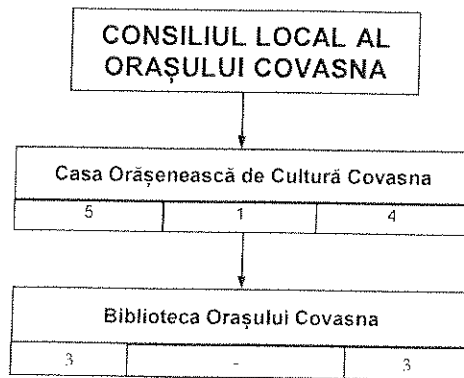 CONSILIUL LOCAL AL
ORAȘULUI COVASNA
Casa Orășenească de Cultură Covasna
5 1 4
Biblioteca Orașului Covasna
3 - 3